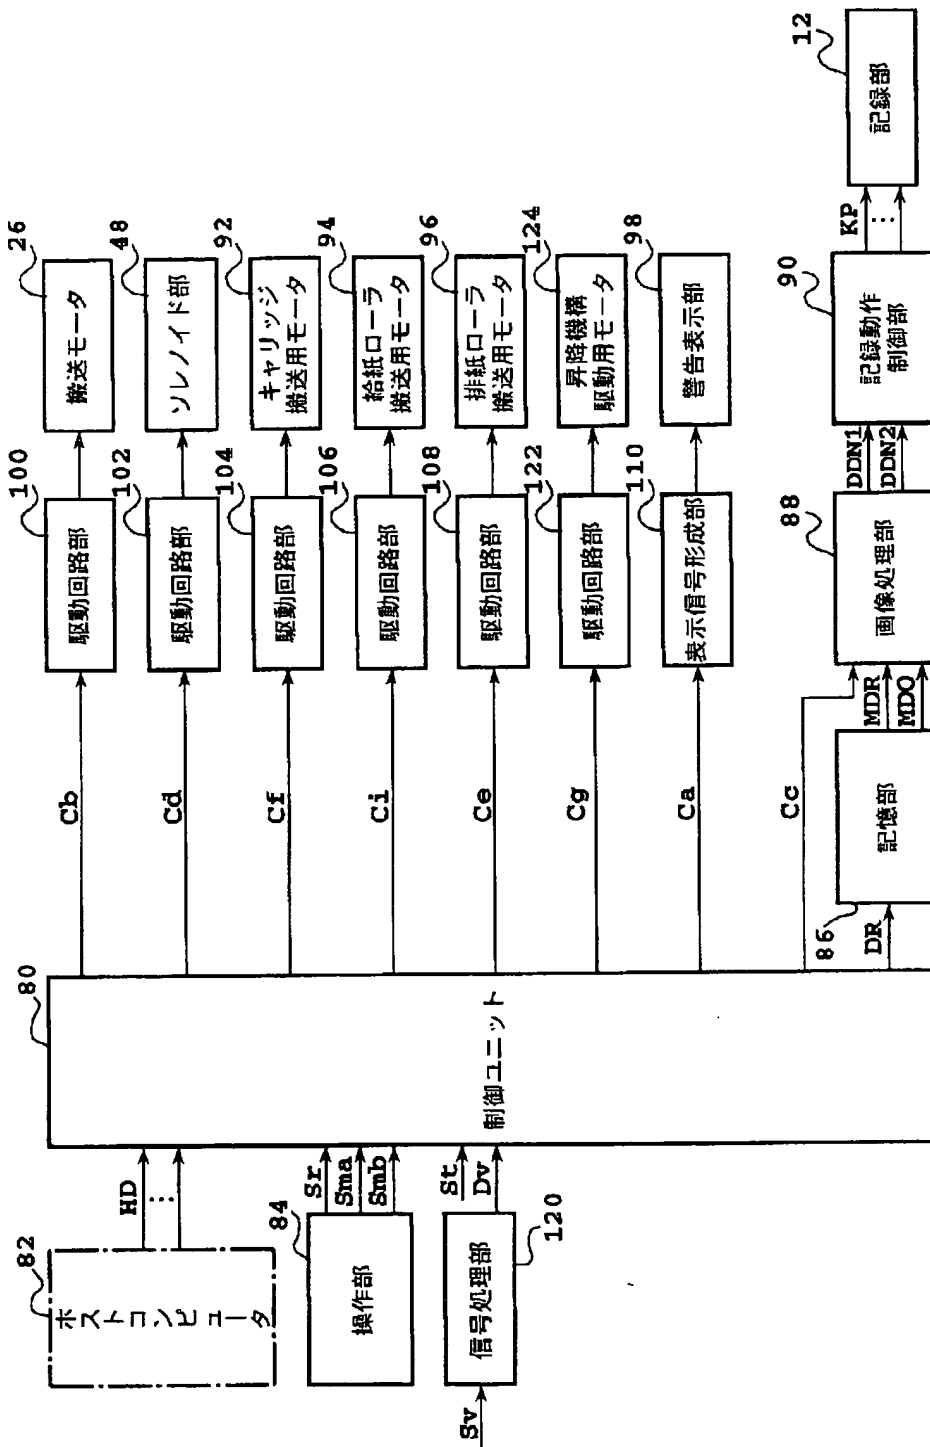 82
ホストコンピュータ
HD
84
操作部
Sr
Sma
Smb
Sv
信号処理部
120
St
Dv
80
制御ユニット
Cb
100
駆動回路部
26
搬送モータ
Cd
102
駆動回路部
48
ソレノイド部
Cf
104
駆動回路部
92
キャリッジ
搬送用モータ
Ci
106
駆動回路部
94
給紙ローラ
搬送用モータ
Ce
108
駆動回路部
96
排紙ローラ
搬送用モータ
Cg
122
駆動回路部
124
昇降機構
駆動用モータ
Ca
110
表示信号形成部
98
警告表示部
Cc
86
DR
記憶部
MDR
MDO
88
画像処理部
DDN1
DDN2
90
記録動作
制御部
KP
12
記録部